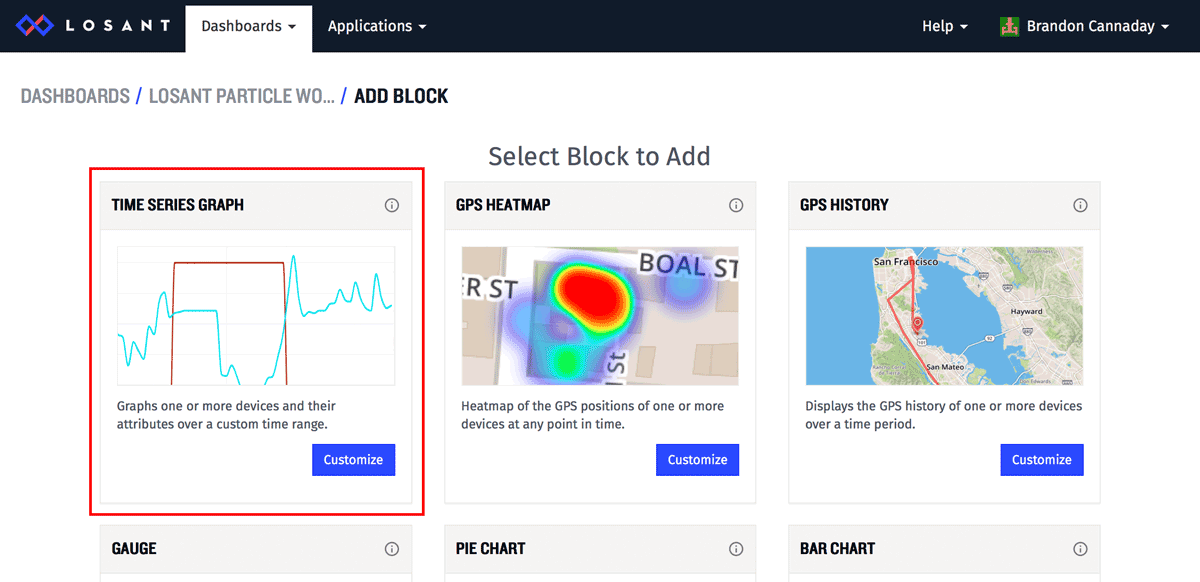 LOSANT
Dashboards
Applications
Help
Brandon Cannaday
DASHBOARDS / LOSANT PARTICLE WO... / ADD BLOCK
Select Block to Add
TIME SERIES GRAPH
Graphs one or more devices and their
attributes over a custom time range.
Customize
GPS HEATMAP
BOAL ST
ER ST
St
Heatmap of the GPS positions of one or more
devices at any point in time.
Customize
GPS HISTORY
San Francisco
Hayward
92
101
San Mateo
Displays the GPS history of one or more devices
over a time period.
Customize
GAUGE
PIE CHART
BAR CHART